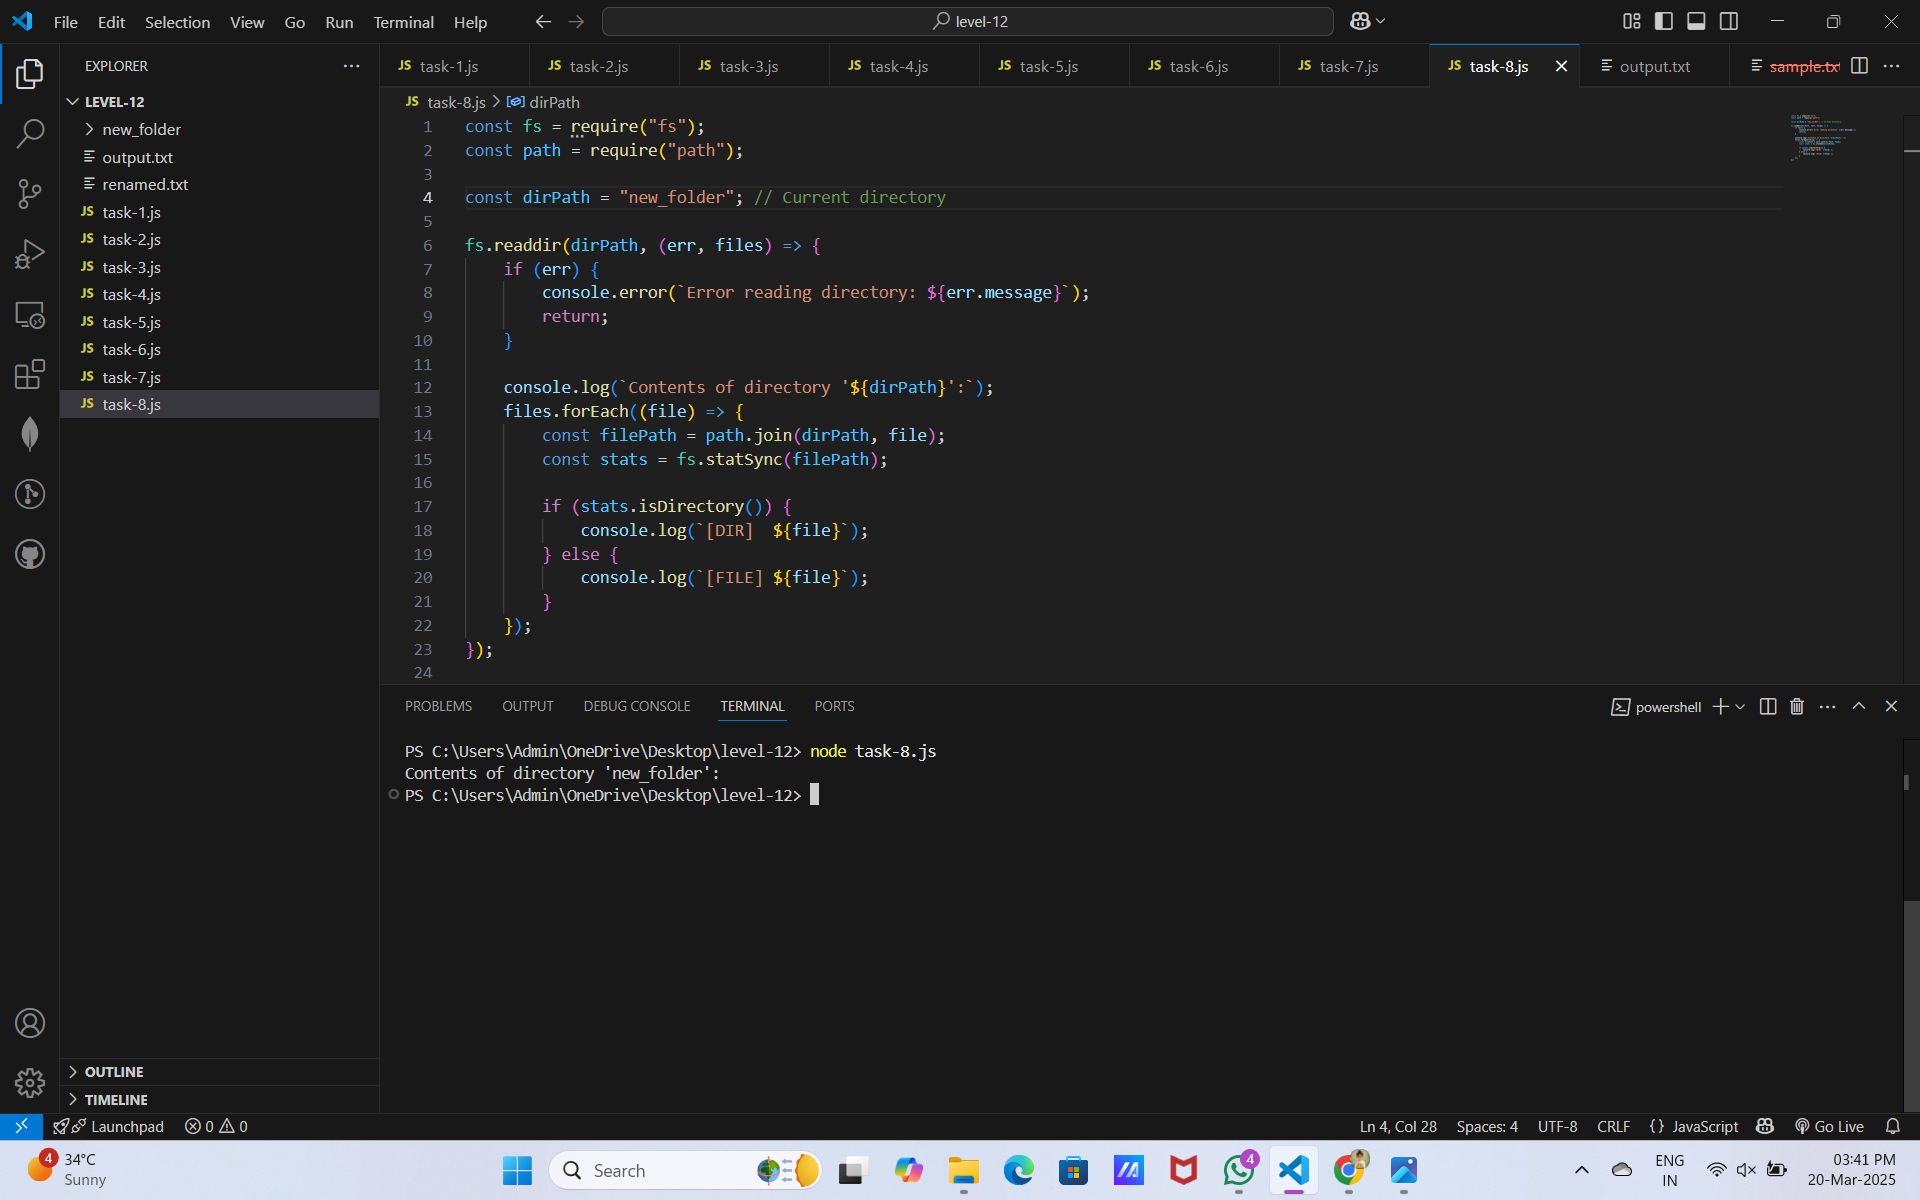 File Edit Selection View Go Run Terminal Help
level-12
EXPLORER
LEVEL-12
new_folder
output.txt
renamed.txt
JS task-1.js
JS task-2.js
JS task-3.js
JS task-4.js
JS task-5.js
JS task-6.js
JS task-7.js
JS task-8.js
OUTLINE
TIMELINE
JS task-1.js JS task-2.js JS task-3.js JS task-4.js JS task-5.js JS task-6.js JS task-7.js JS task-8.js output.txt sample.txt
JS task-8.js > dirPath
1 const fs = require("fs");
2 const path = require("path");
3
4 const dirPath = "new_folder"; // Current directory
5
6 fs.readdir(dirPath, (err, files) => {
7 if (err) {
8 console.error(`Error reading directory: ${err.message}`);
9 return;
10 }
11
12 console.log(`Contents of directory '${dirPath}':`);
13 files.forEach((file) => {
14 const filePath = path.join(dirPath, file);
15 const stats = fs.statSync(filePath);
16
17 if (stats.isDirectory()) {
18 console.log(`[DIR]  ${file}`);
19 } else {
20 console.log(`[FILE] ${file}`);
21 }
22 });
23 });
24
PROBLEMS OUTPUT DEBUG CONSOLE TERMINAL PORTS
powershell
PS C:\Users\Admin\OneDrive\Desktop\level-12> node task-8.js
Contents of directory 'new_folder':
PS C:\Users\Admin\OneDrive\Desktop\level-12>
Launchpad 0 0 Ln 4, Col 28 Spaces: 4 UTF-8 CRLF {} JavaScript Go Live
4
34°C
Sunny
Search
4
ENG
IN
03:41 PM
20-Mar-2025